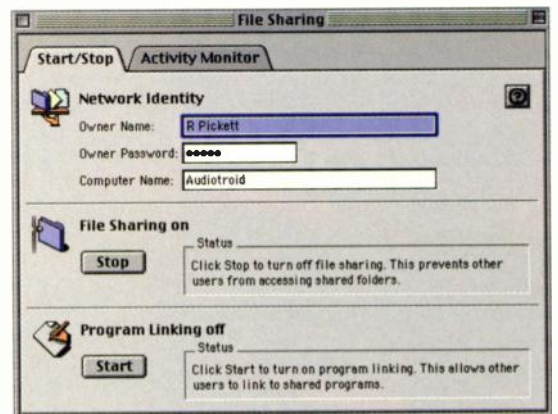 File Sharing
Start/Stop
Activity Monitor
Network Identity
Owner Name:
R Pickett
Owner Password:
•••••
Computer Name:
Audiotroid
File Sharing on
Status
Stop
Click Stop to turn off file sharing. This prevents other
users from accessing shared folders.
Program Linking off
Status
Start
Click Start to turn on program linking. This allows other
users to link to shared programs.